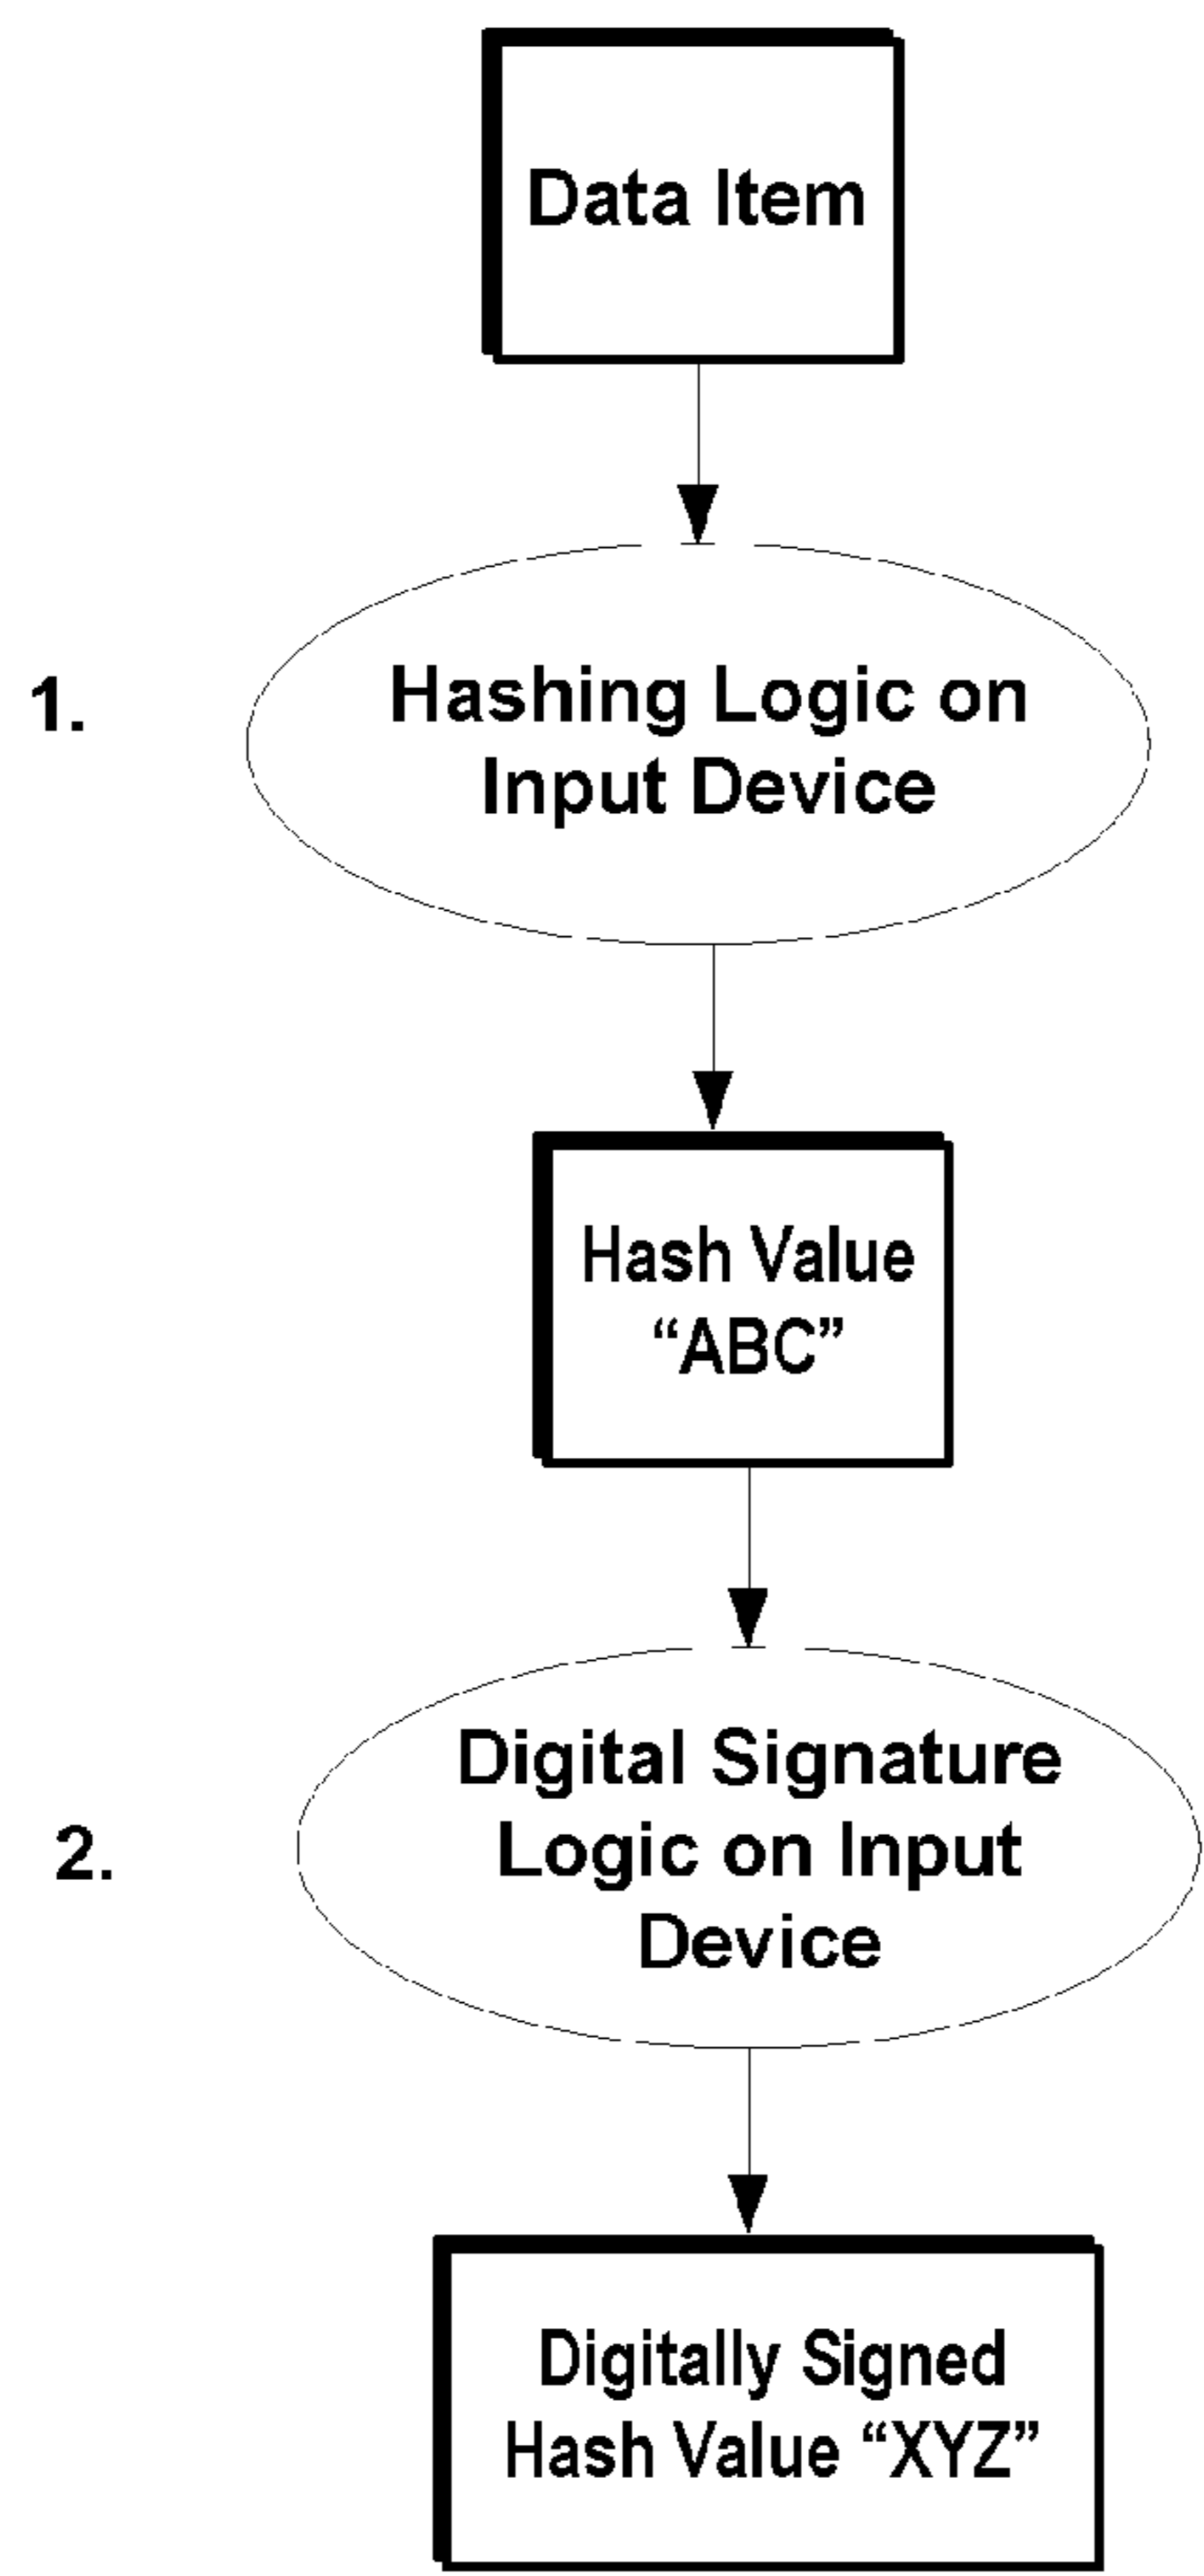 Data Item
1.
Hashing Logic on
Input Device
Hash Value
“ABC”
2.
Digital Signature
Logic on Input
Device
Digitally Signed
Hash Value “XYZ”